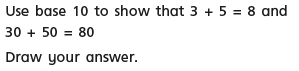 Use base 10 to show that 3 + 5 = 8 and
30 + 50 = 80
Draw your answer.